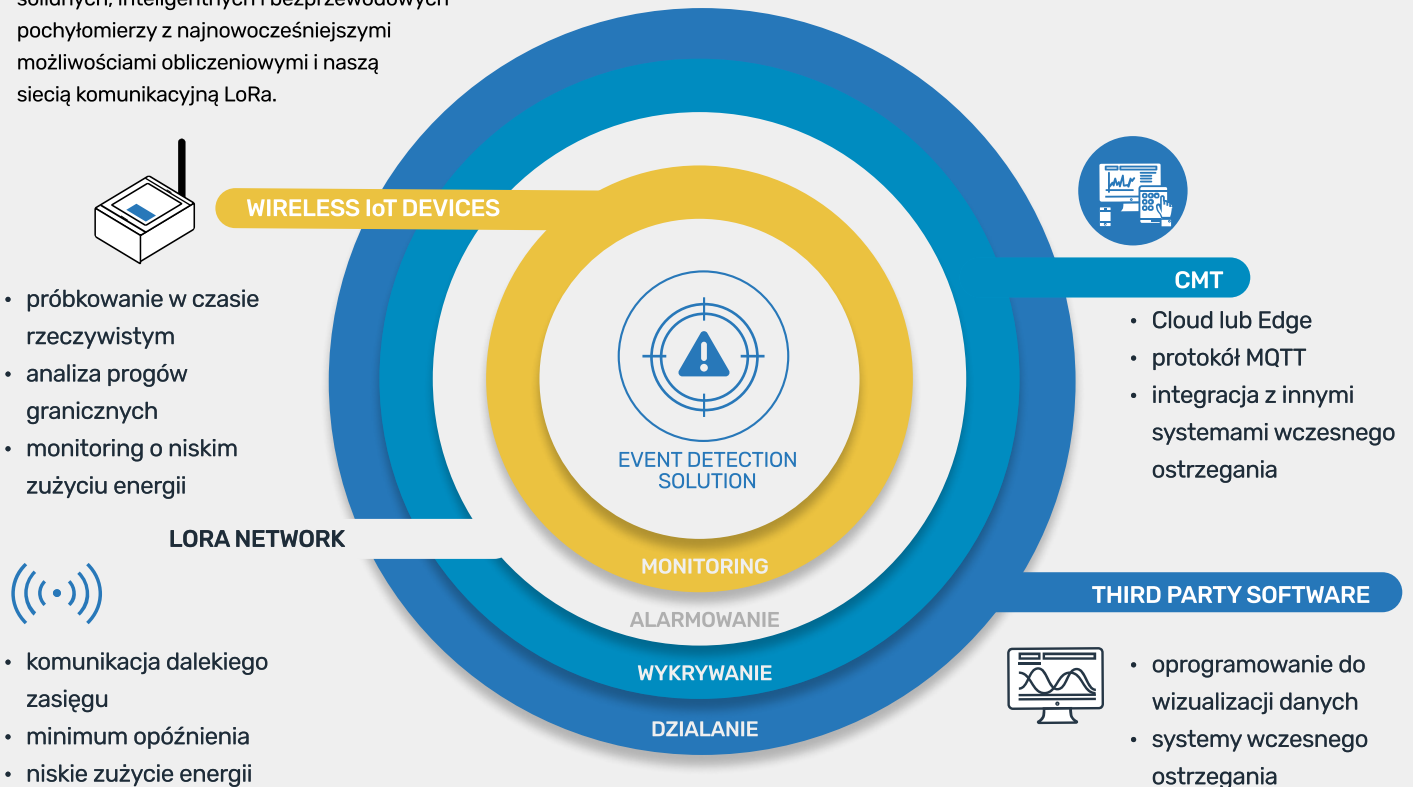 solidnych, inteligentnych i bezprzewodowych
pochyłomierzy z najnowocześniejszymi
możliwościami obliczeniowymi i naszą
siecią komunikacyjną LoRa.
WIRELESS IoT DEVICES
• próbkowanie w czasie
rzeczywistym
• analiza progów
granicznych
• monitoring o niskim
zużyciu energii
LORA NETWORK
• komunikacja dalekiego
zasięgu
• minimum opóźnienia
• niskie zużycie energii
EVENT DETECTION
SOLUTION
MONITORING
ALARMOWANIE
WYKRYWANIE
DZIALANIE
CMT
• Cloud lub Edge
• protokół MQTT
• integracja z innymi
systemami wczesnego
ostrzegania
THIRD PARTY SOFTWARE
• oprogramowanie do
wizualizacji danych
• systemy wczesnego
ostrzegania